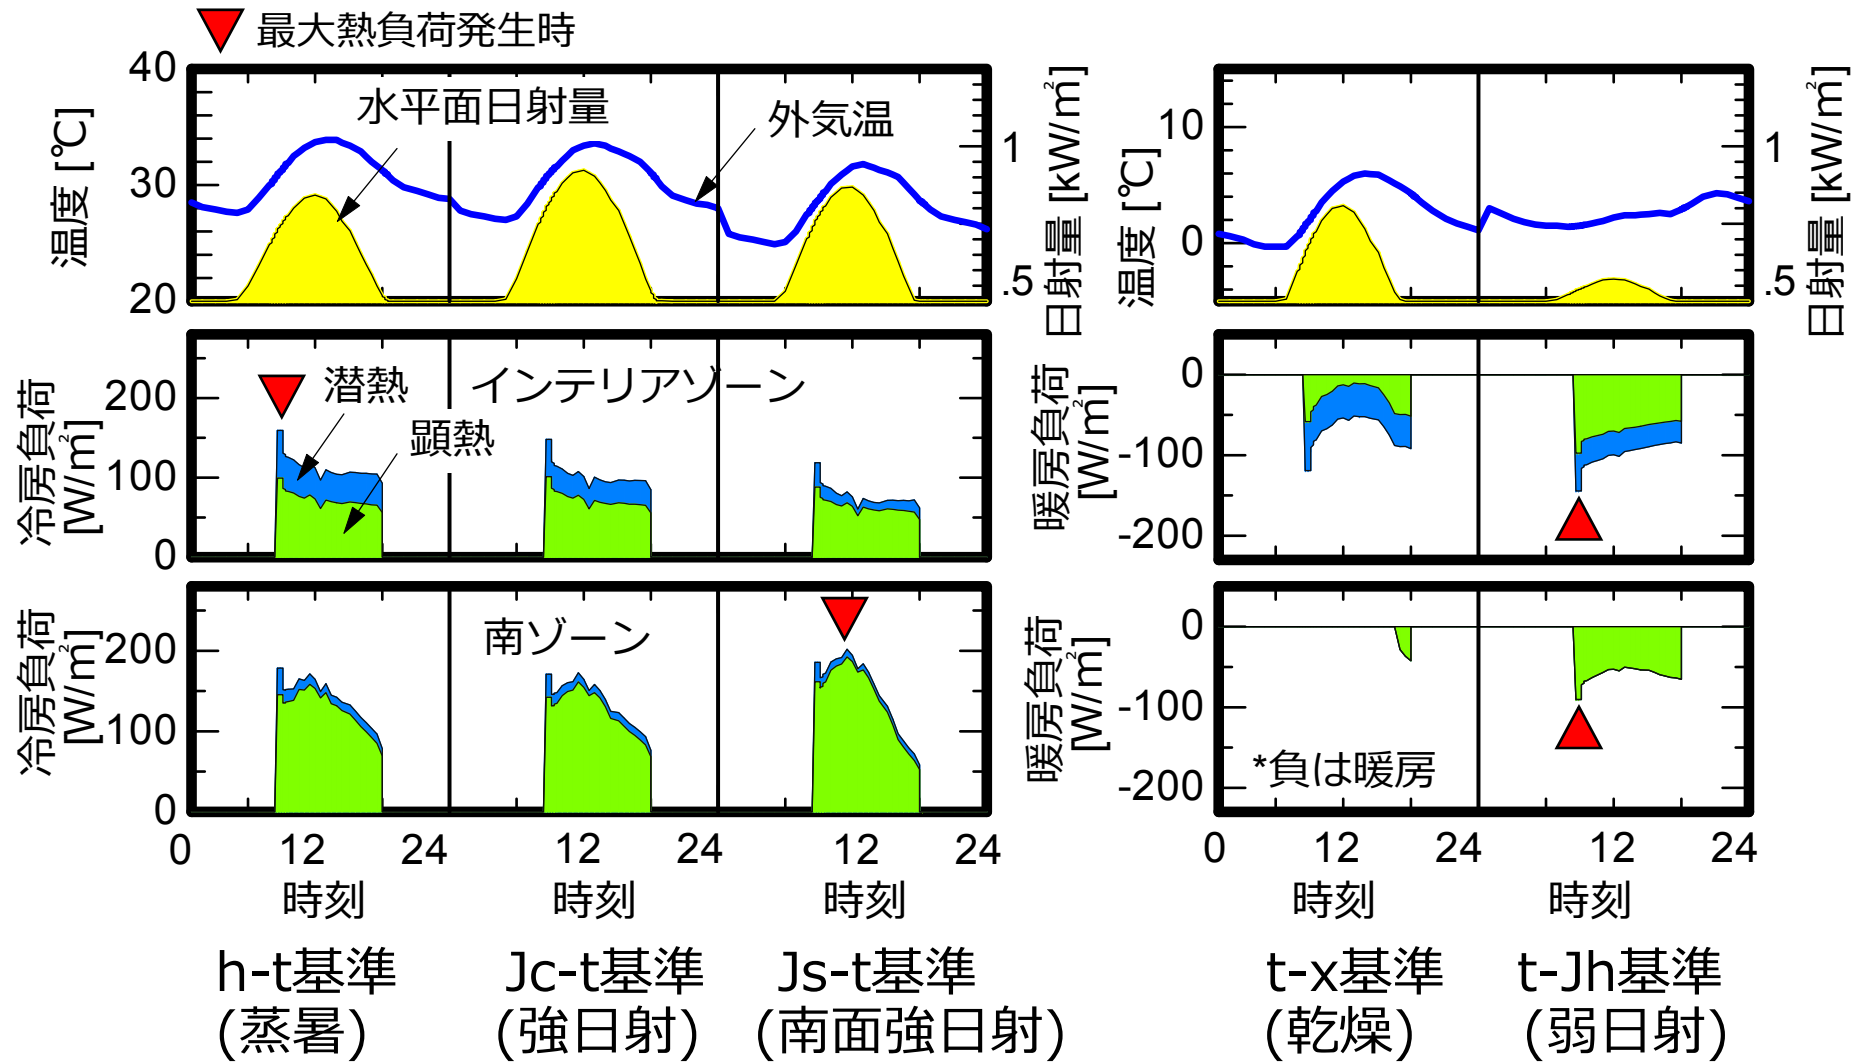 最大熱負荷発生時
40
30
20
温度 [℃]
水平面日射量
外気温
1
.5
日射量 [kW/m²]
10
0
温度 [℃]
1
.5
日射量 [kW/m²]
200
100
0
冷房負荷
[W/m²]
潜熱
顕熱
インテリアゾーン
0
-100
-200
暖房負荷
[W/m²]
200
100
0
冷房負荷
[W/m²]
南ゾーン
0
-100
-200
暖房負荷
[W/m²]
*負は暖房
0 12 24 12 24 12 24
0 12 24 12 24
時刻 時刻 時刻 時刻 時刻
h-t基準 Jc-t基準 Js-t基準 t-x基準 t-Jh基準
(蒸暑) (強日射) (南面強日射) (乾燥) (弱日射)